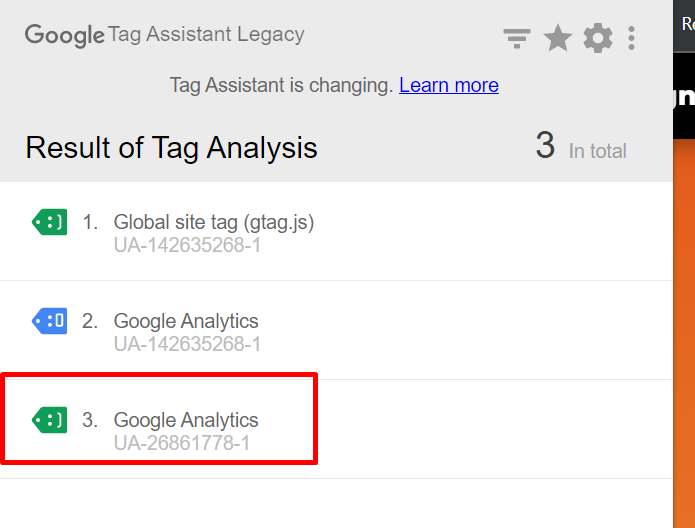 Google Tag Assistant Legacy
Tag Assistant is changing. Learn more
Result of Tag Analysis
3 In total
1. Global site tag (gtag.js)
UA-142635268-1
2. Google Analytics
UA-142635268-1
3. Google Analytics
UA-26861778-1
Re